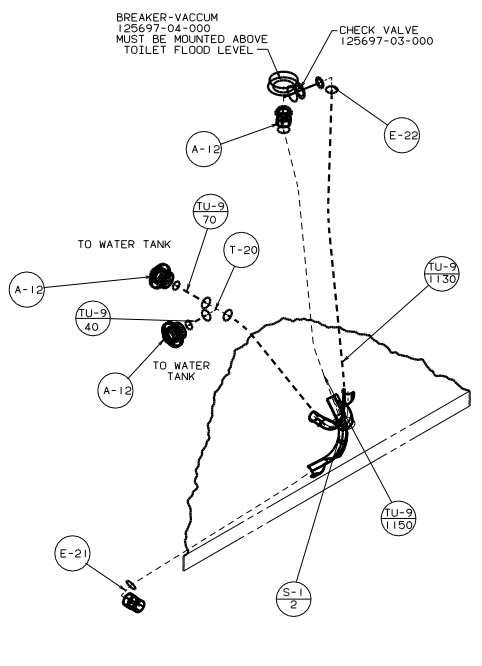 BREAKER-VACCUM
125697-04-000
MUST BE MOUNTED ABOVE
TOILET FLOOD LEVEL
CHECK VALVE
125697-03-000
A-12
E-22
TU-9
70
TO WATER TANK
T-20
TU-9
1130
A-12
TU-9
40
TO WATER
TANK
A-12
TU-9
1150
E-21
S-1
2